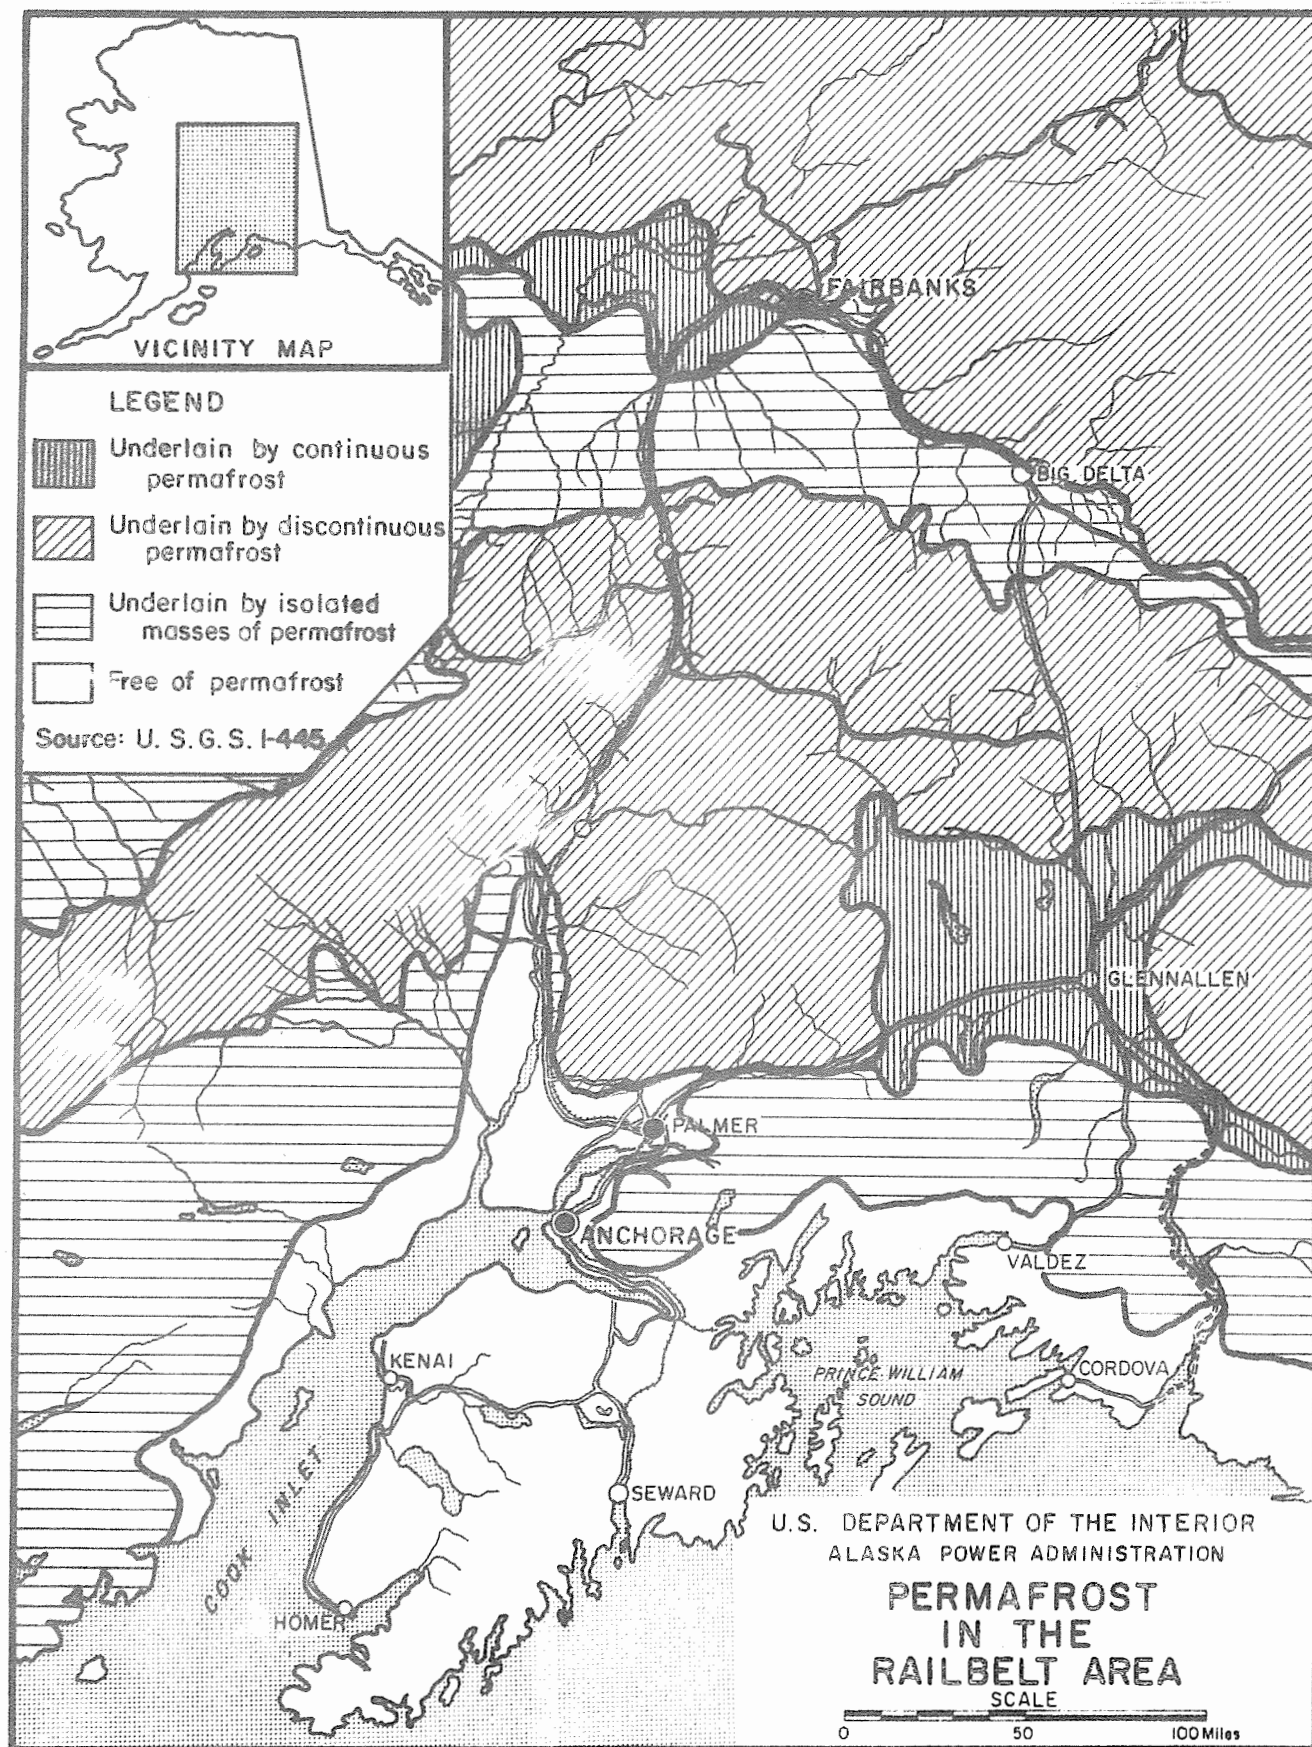 VICINITY MAP
LEGEND
Underlain by continuous
permafrost
Underlain by discontinuous
permafrost
Underlain by isolated
masses of permafrost
Free of permafrost
Source: U. S. G. S. I-445
FAIRBANKS
BIG DELTA
GLENNALLEN
PALMER
ANCHORAGE
VALDEZ
KENAI
PRINCE WILLIAM
SOUND
CORDOVA
COOK INLET
SEWARD
HOMER
U.S. DEPARTMENT OF THE INTERIOR
ALASKA POWER ADMINISTRATION
PERMAFROST
IN THE
RAILBELT AREA
SCALE
0 50 100 Miles